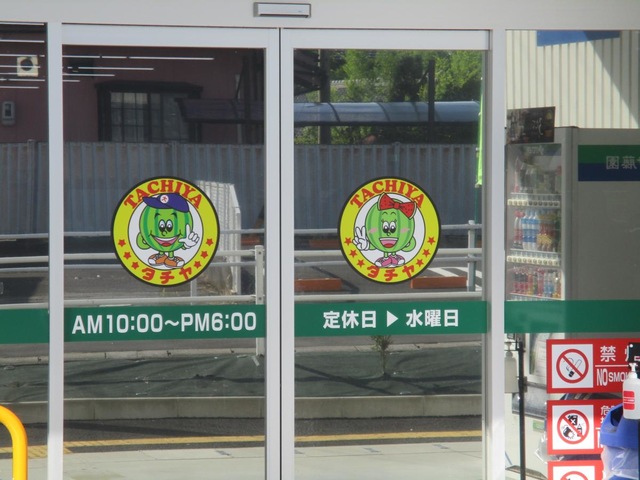 TACHIYA
タチヤ
TACHIYA
タチヤ
AM10:00～PM6:00
定休日 ▶ 水曜日
禁
NO SMO